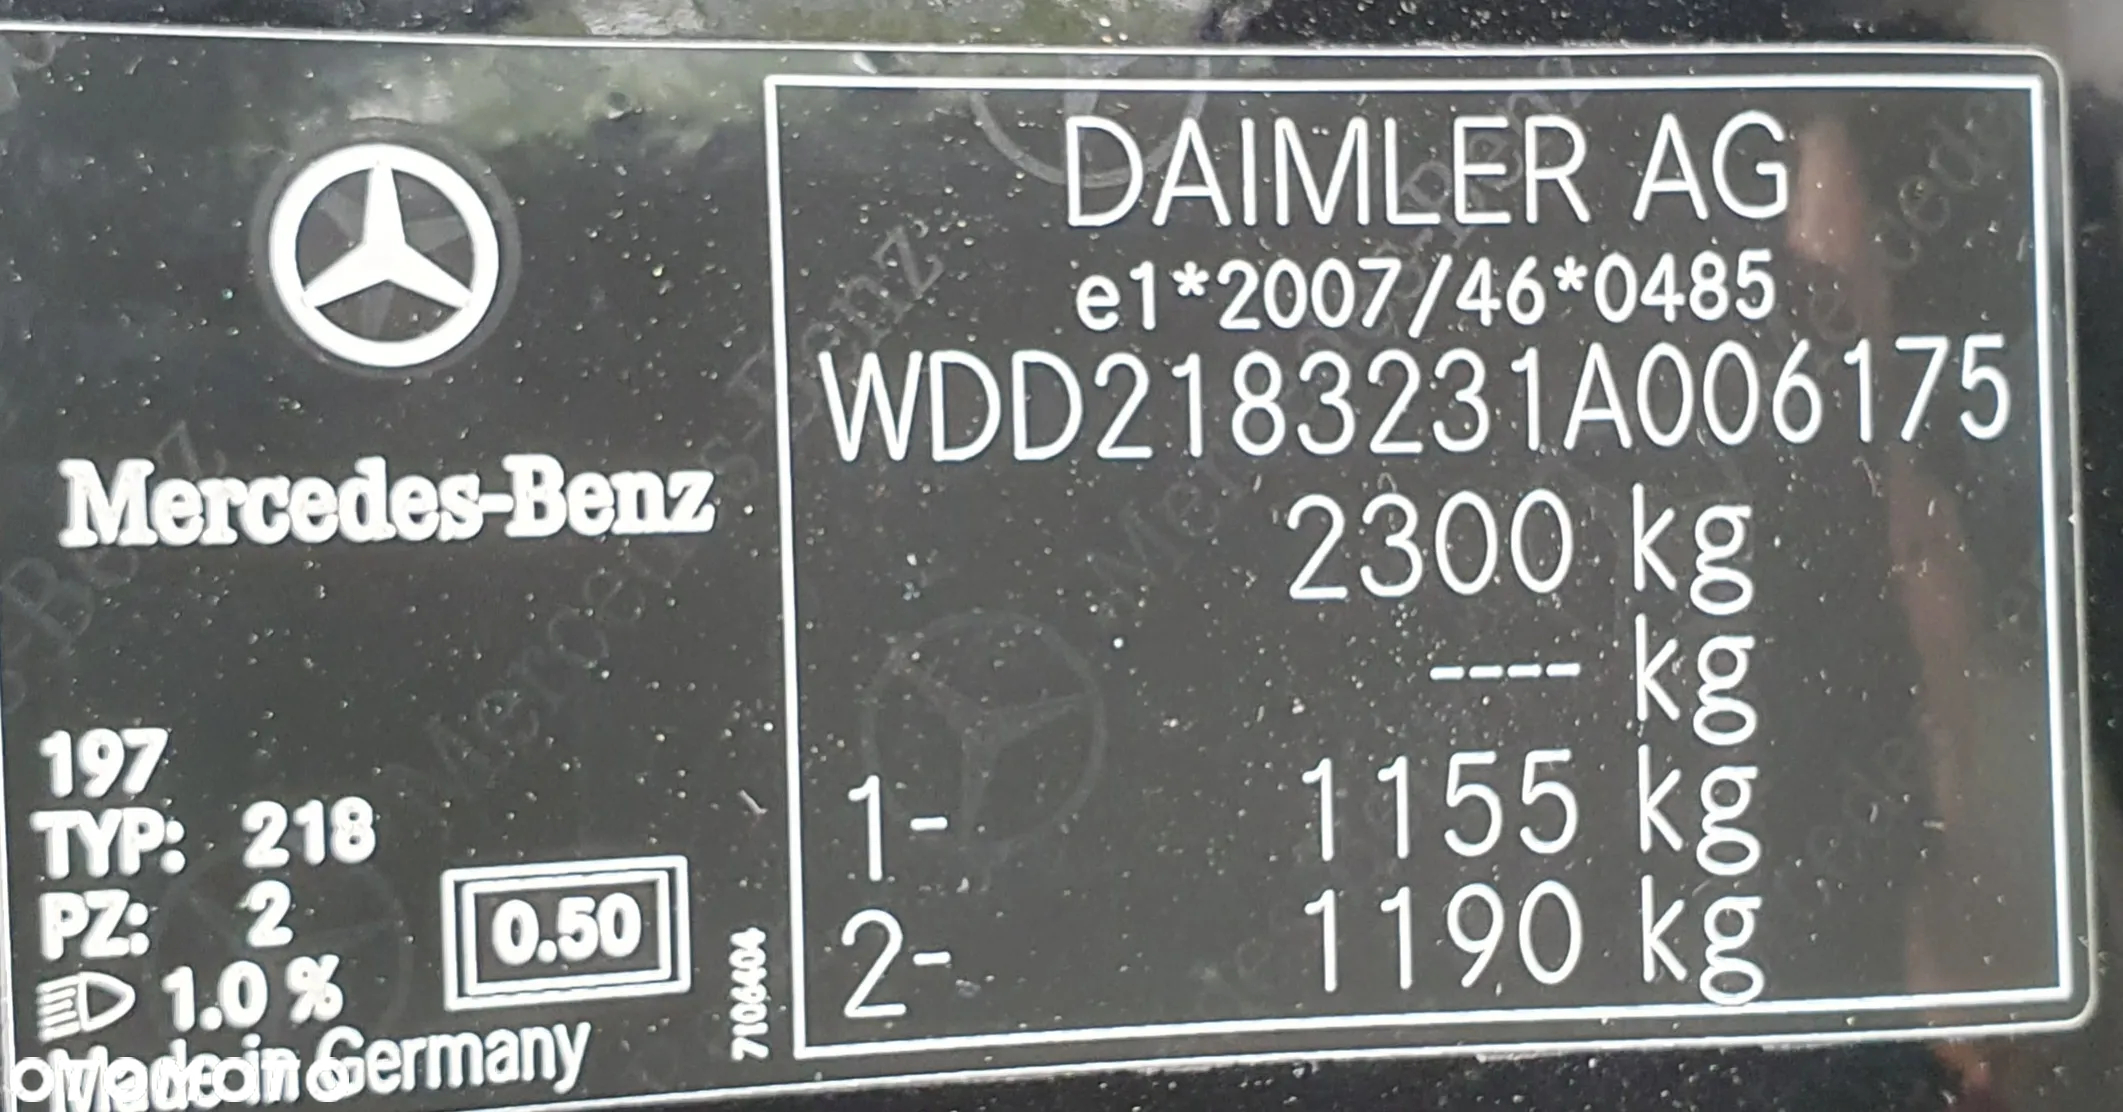 Mercedes-Benz
197
TYP: 218
PZ: 2
1.0 %
0.50
Made in Germany
7106404
DAIMLER AG
e1*2007/46*0485
WDD2183231A006175
2300 kg
---- kg
1- 1155 kg
2- 1190 kg
OTOMOTO